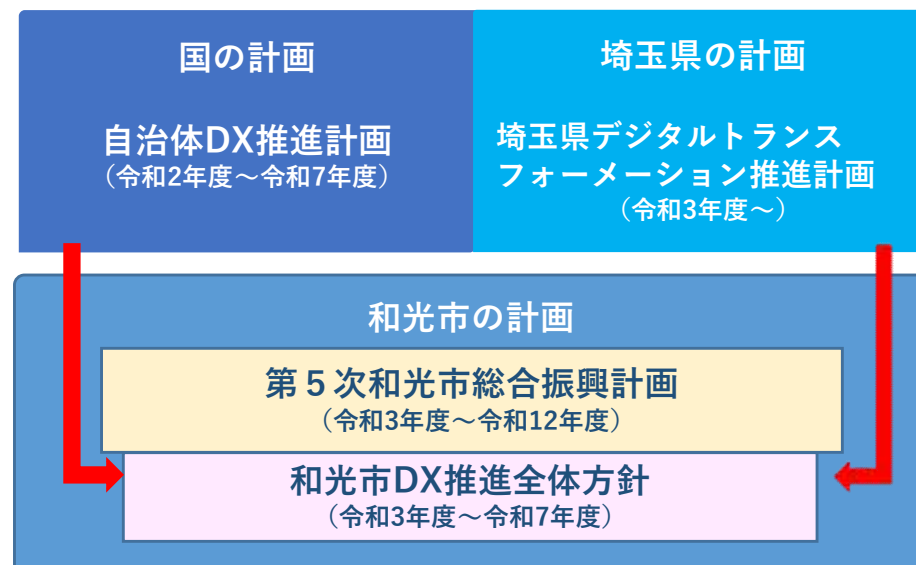 国の計画
自治体DX推進計画
（令和2年度～令和7年度）
埼玉県の計画
埼玉県デジタルトランス
フォーメーション推進計画
（令和3年度～）
和光市の計画
第５次和光市総合振興計画
（令和3年度～令和12年度）
和光市DX推進全体方針
（令和3年度～令和7年度）